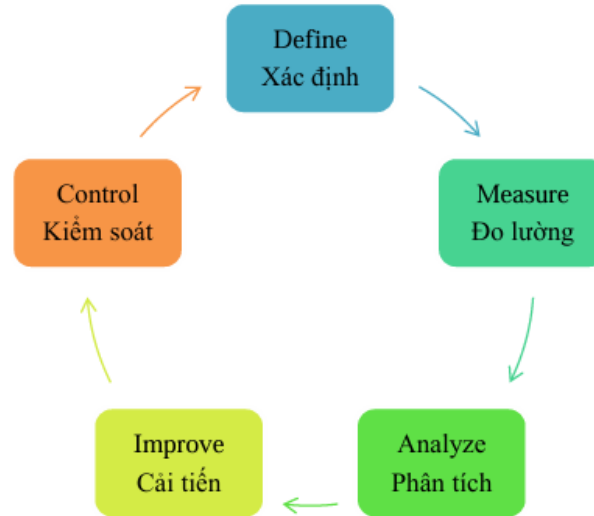 Define
Xác định
Measure
Đo lường
Analyze
Phân tích
Improve
Cải tiến
Control
Kiểm soát